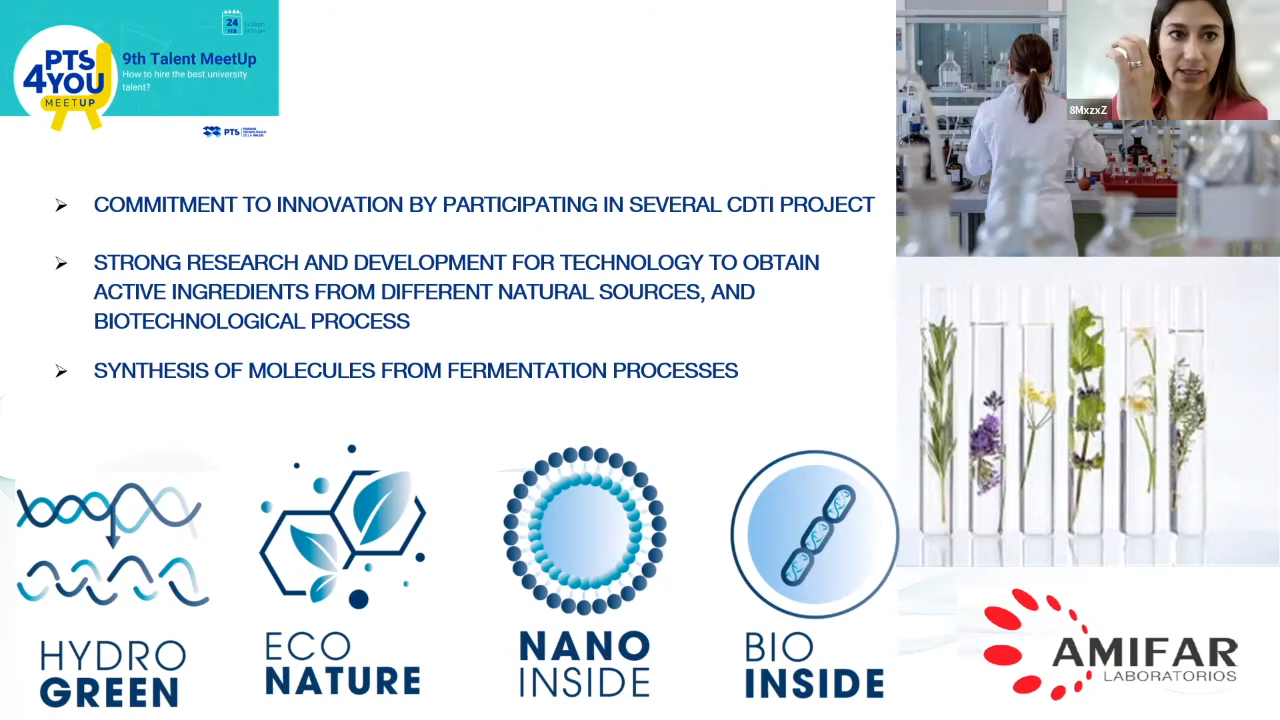 24
FEB
PTS
4YOU
MEETUP
9th Talent MeetUp
How to hire the best university
talent?
PTS
8MxzxZ
COMMITMENT TO INNOVATION BY PARTICIPATING IN SEVERAL CDTI PROJECT
STRONG RESEARCH AND DEVELOPMENT FOR TECHNOLOGY TO OBTAIN
ACTIVE INGREDIENTS FROM DIFFERENT NATURAL SOURCES, AND
BIOTECHNOLOGICAL PROCESS
SYNTHESIS OF MOLECULES FROM FERMENTATION PROCESSES
HYDRO
GREEN
ECO
NATURE
NANO
INSIDE
BIO
INSIDE
AMIFAR
LABORATORIOS